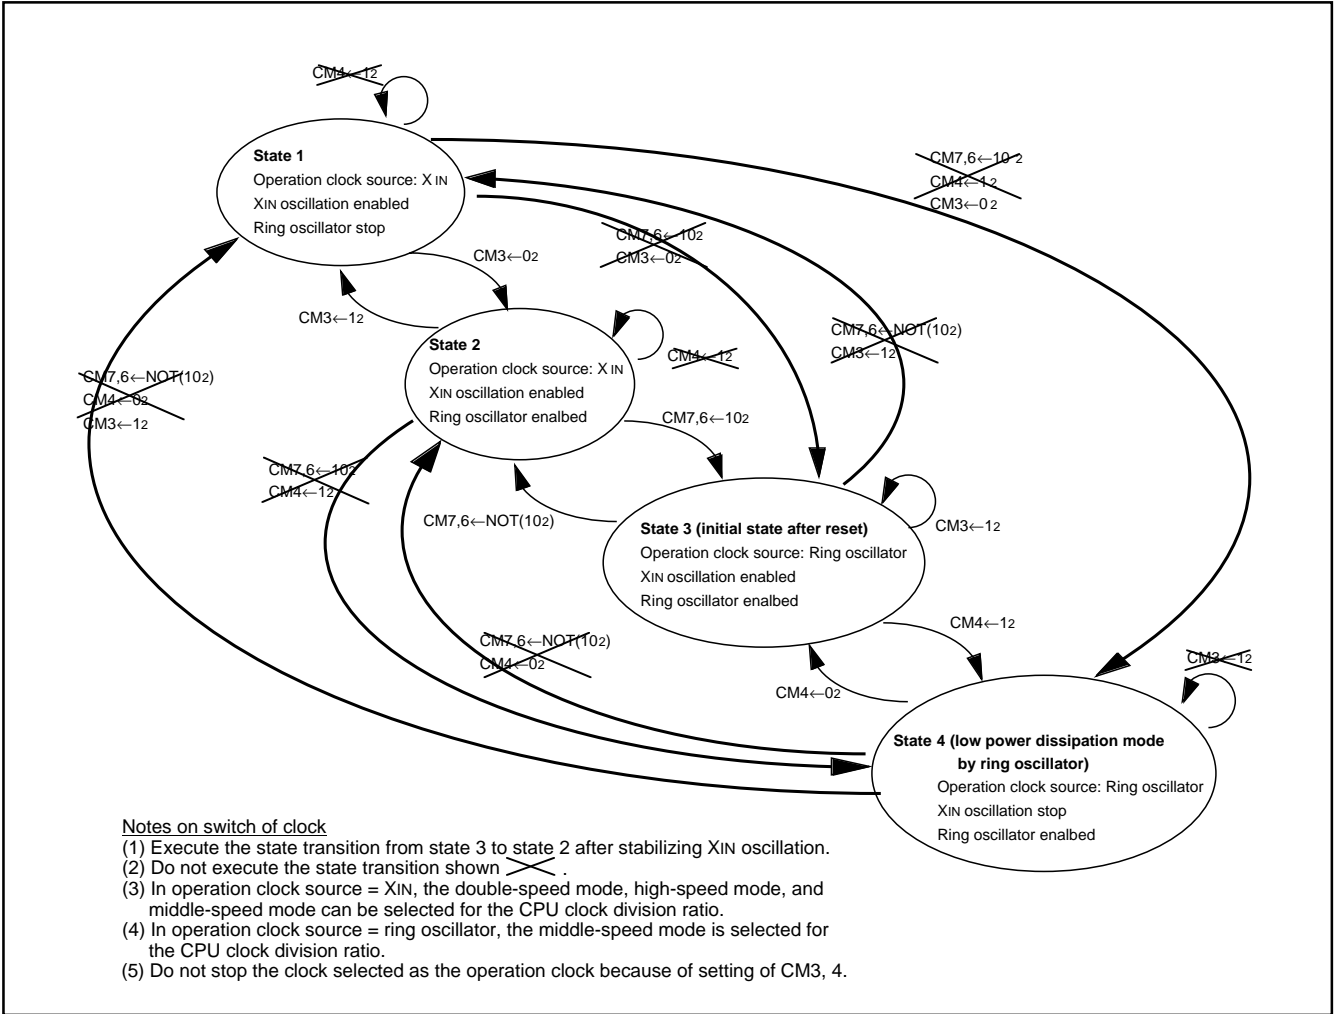 CM4←12
State 1
Operation clock source: XIN
XIN oscillation enabled
Ring oscillator stop
CM7,6←102
CM4←12
CM3←02
CM7,6←102
CM3←02
CM3←02
CM3←12
CM7,6←NOT(102)
CM3←12
State 2
Operation clock source: XIN
XIN oscillation enabled
Ring oscillator enalbed
CM4←12
CM7,6←NOT(102)
CM4←02
CM3←12
CM7,6←102
CM7,6←102
CM4←12
CM7,6←NOT(102)
State 3 (initial state after reset)
Operation clock source: Ring oscillator
XIN oscillation enabled
Ring oscillator enalbed
CM3←12
CM4←12
CM7,6←NOT(102)
CM4←02
CM4←02
CM3←12
State 4 (low power dissipation mode
by ring oscillator)
Operation clock source: Ring oscillator
XIN oscillation stop
Ring oscillator enalbed
Notes on switch of clock
(1) Execute the state transition from state 3 to state 2 after stabilizing XIN oscillation.
(2) Do not execute the state transition shown .
(3) In operation clock source = XIN, the double-speed mode, high-speed mode, and
middle-speed mode can be selected for the CPU clock division ratio.
(4) In operation clock source = ring oscillator, the middle-speed mode is selected for
the CPU clock division ratio.
(5) Do not stop the clock selected as the operation clock because of setting of CM3, 4.